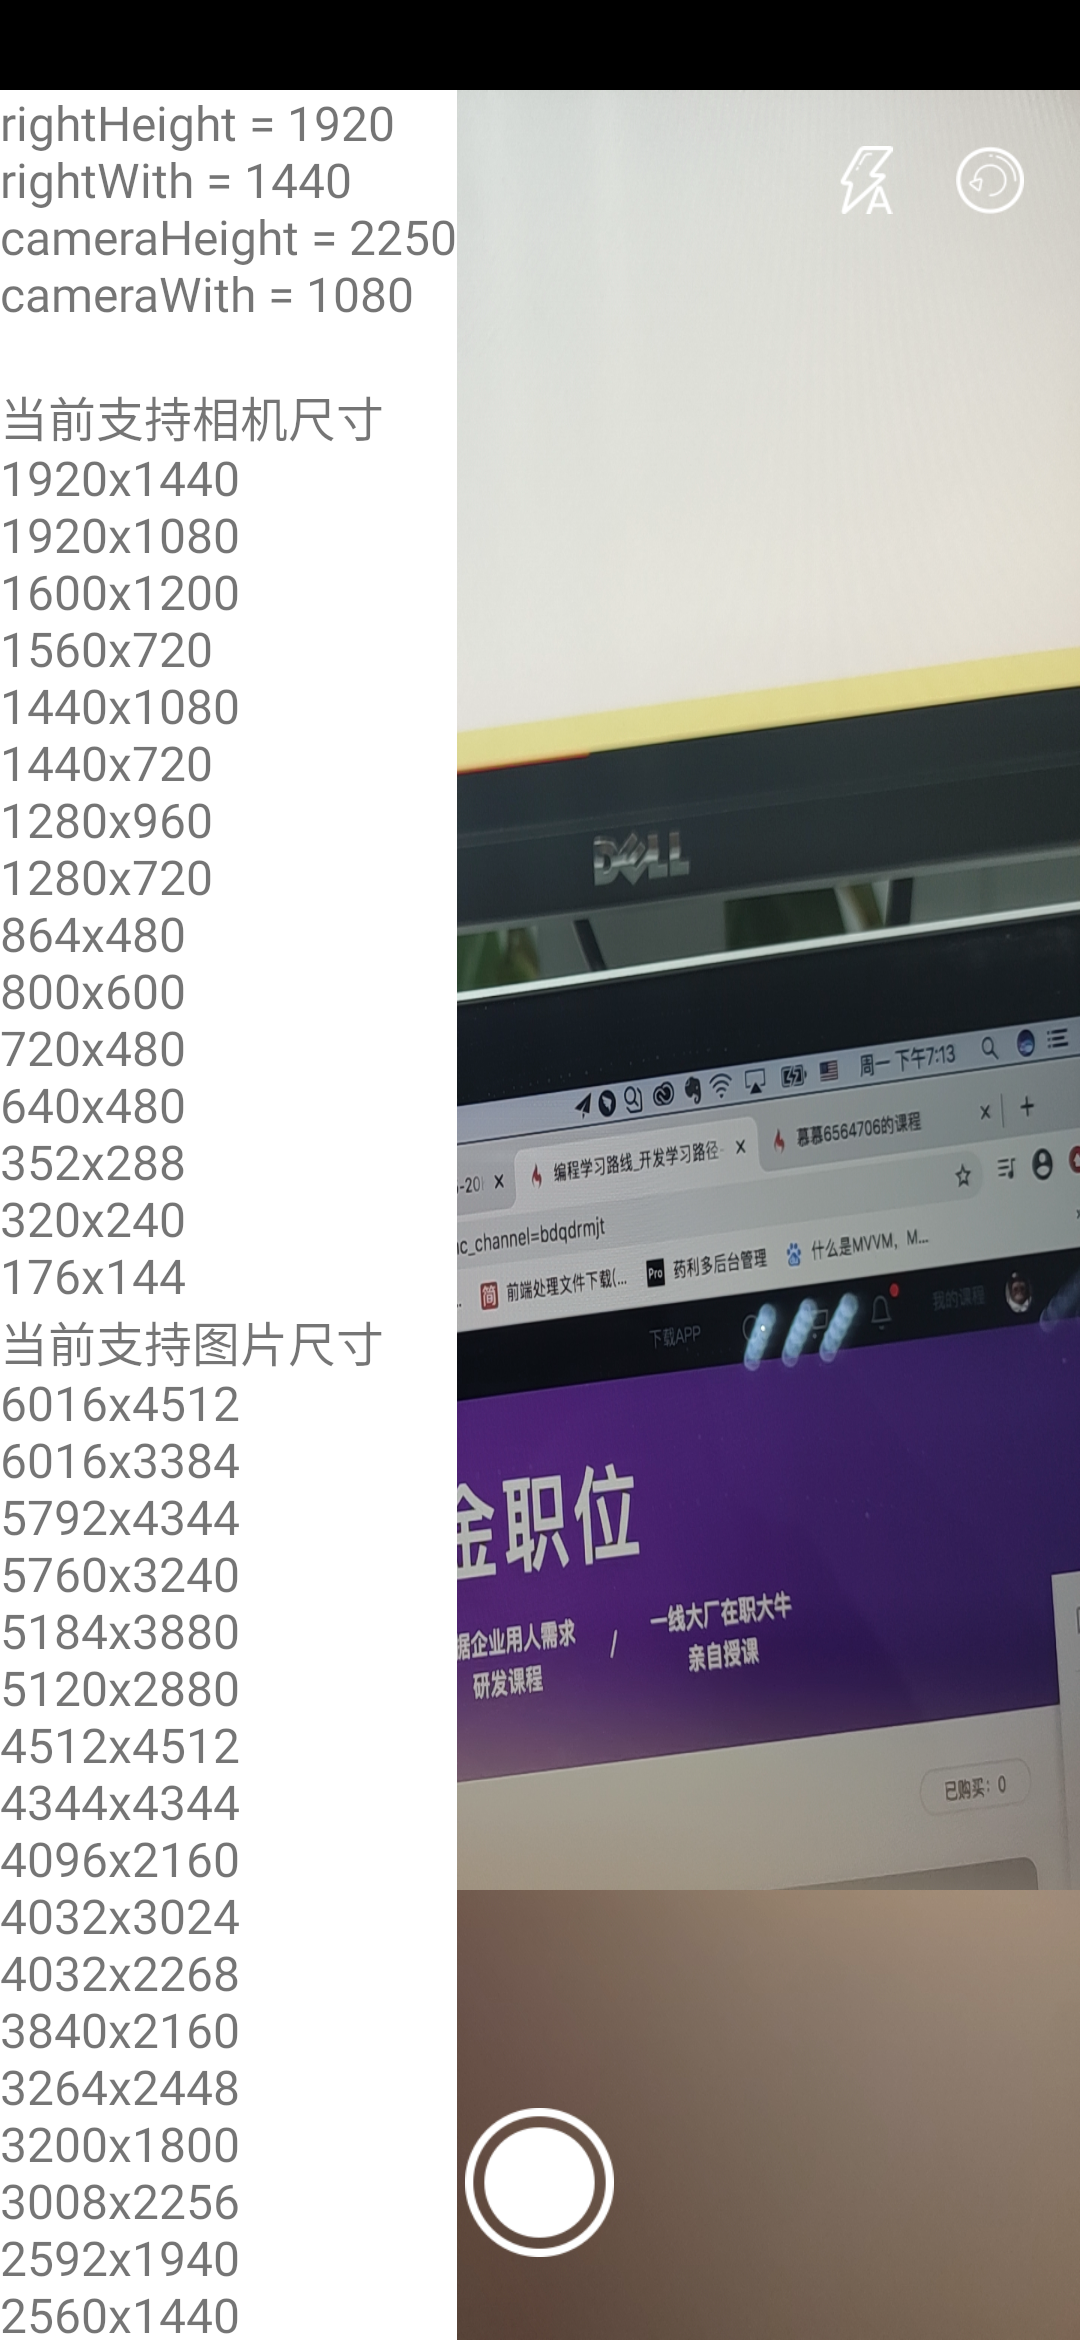 rightHeight = 1920
rightWith = 1440
cameraHeight = 2250
cameraWith = 1080
当前支持相机尺寸
1920x1440
1920x1080
1600x1200
1560x720
1440x1080
1440x720
1280x960
1280x720
864x480
800x600
720x480
640x480
352x288
320x240
176x144
当前支持图片尺寸
6016x4512
6016x3384
5792x4344
5760x3240
5184x3880
5120x2880
4512x4512
4344x4344
4096x2160
4032x3024
4032x2268
3840x2160
3264x2448
3200x1800
3008x2256
2592x1940
2560x1440
A
DELL
周一 下午7:13
-20 编程学习路线_开发学习路径- 慕慕6564706的课程
c_channel=bdqdrmjt
简 前端处理文件下载(... Pro 药利多后台管理 什么是MVVM，M...
下载APP 我的课程
金职位
据企业用人需求 / 一线大厂在职大牛
研发课程 亲自授课
已购买：0